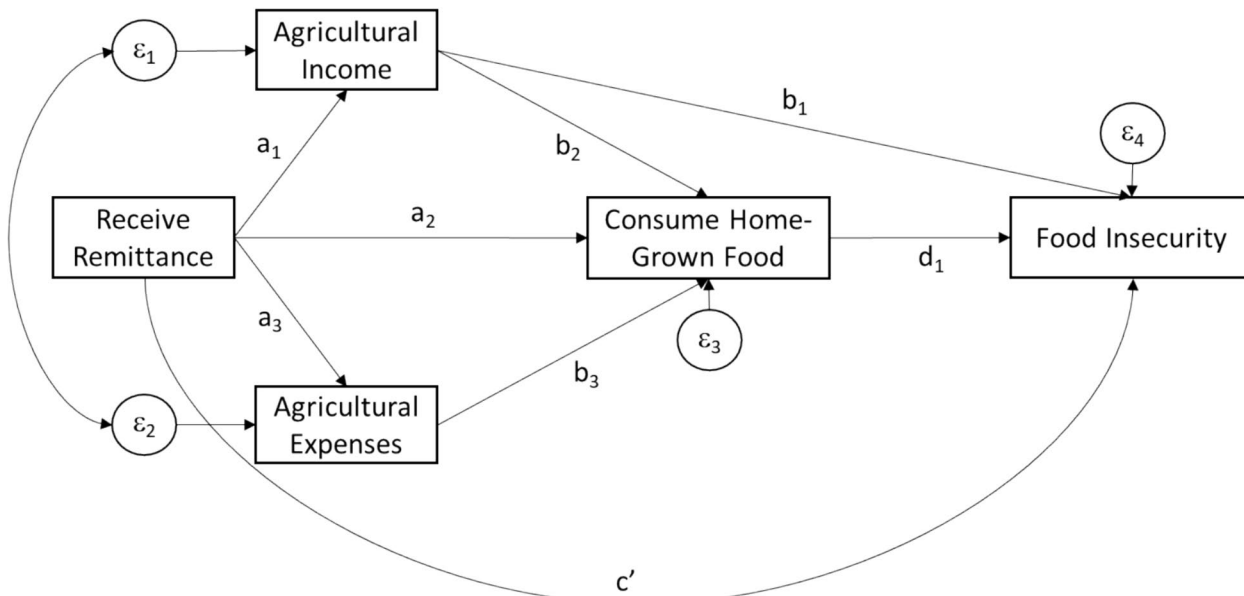 ε1
Agricultural
Income
b1
ε4
a1
b2
Receive
Remittance
a2
Consume Home-
Grown Food
d1
Food Insecurity
a3
ε3
b3
ε2
Agricultural
Expenses
c’